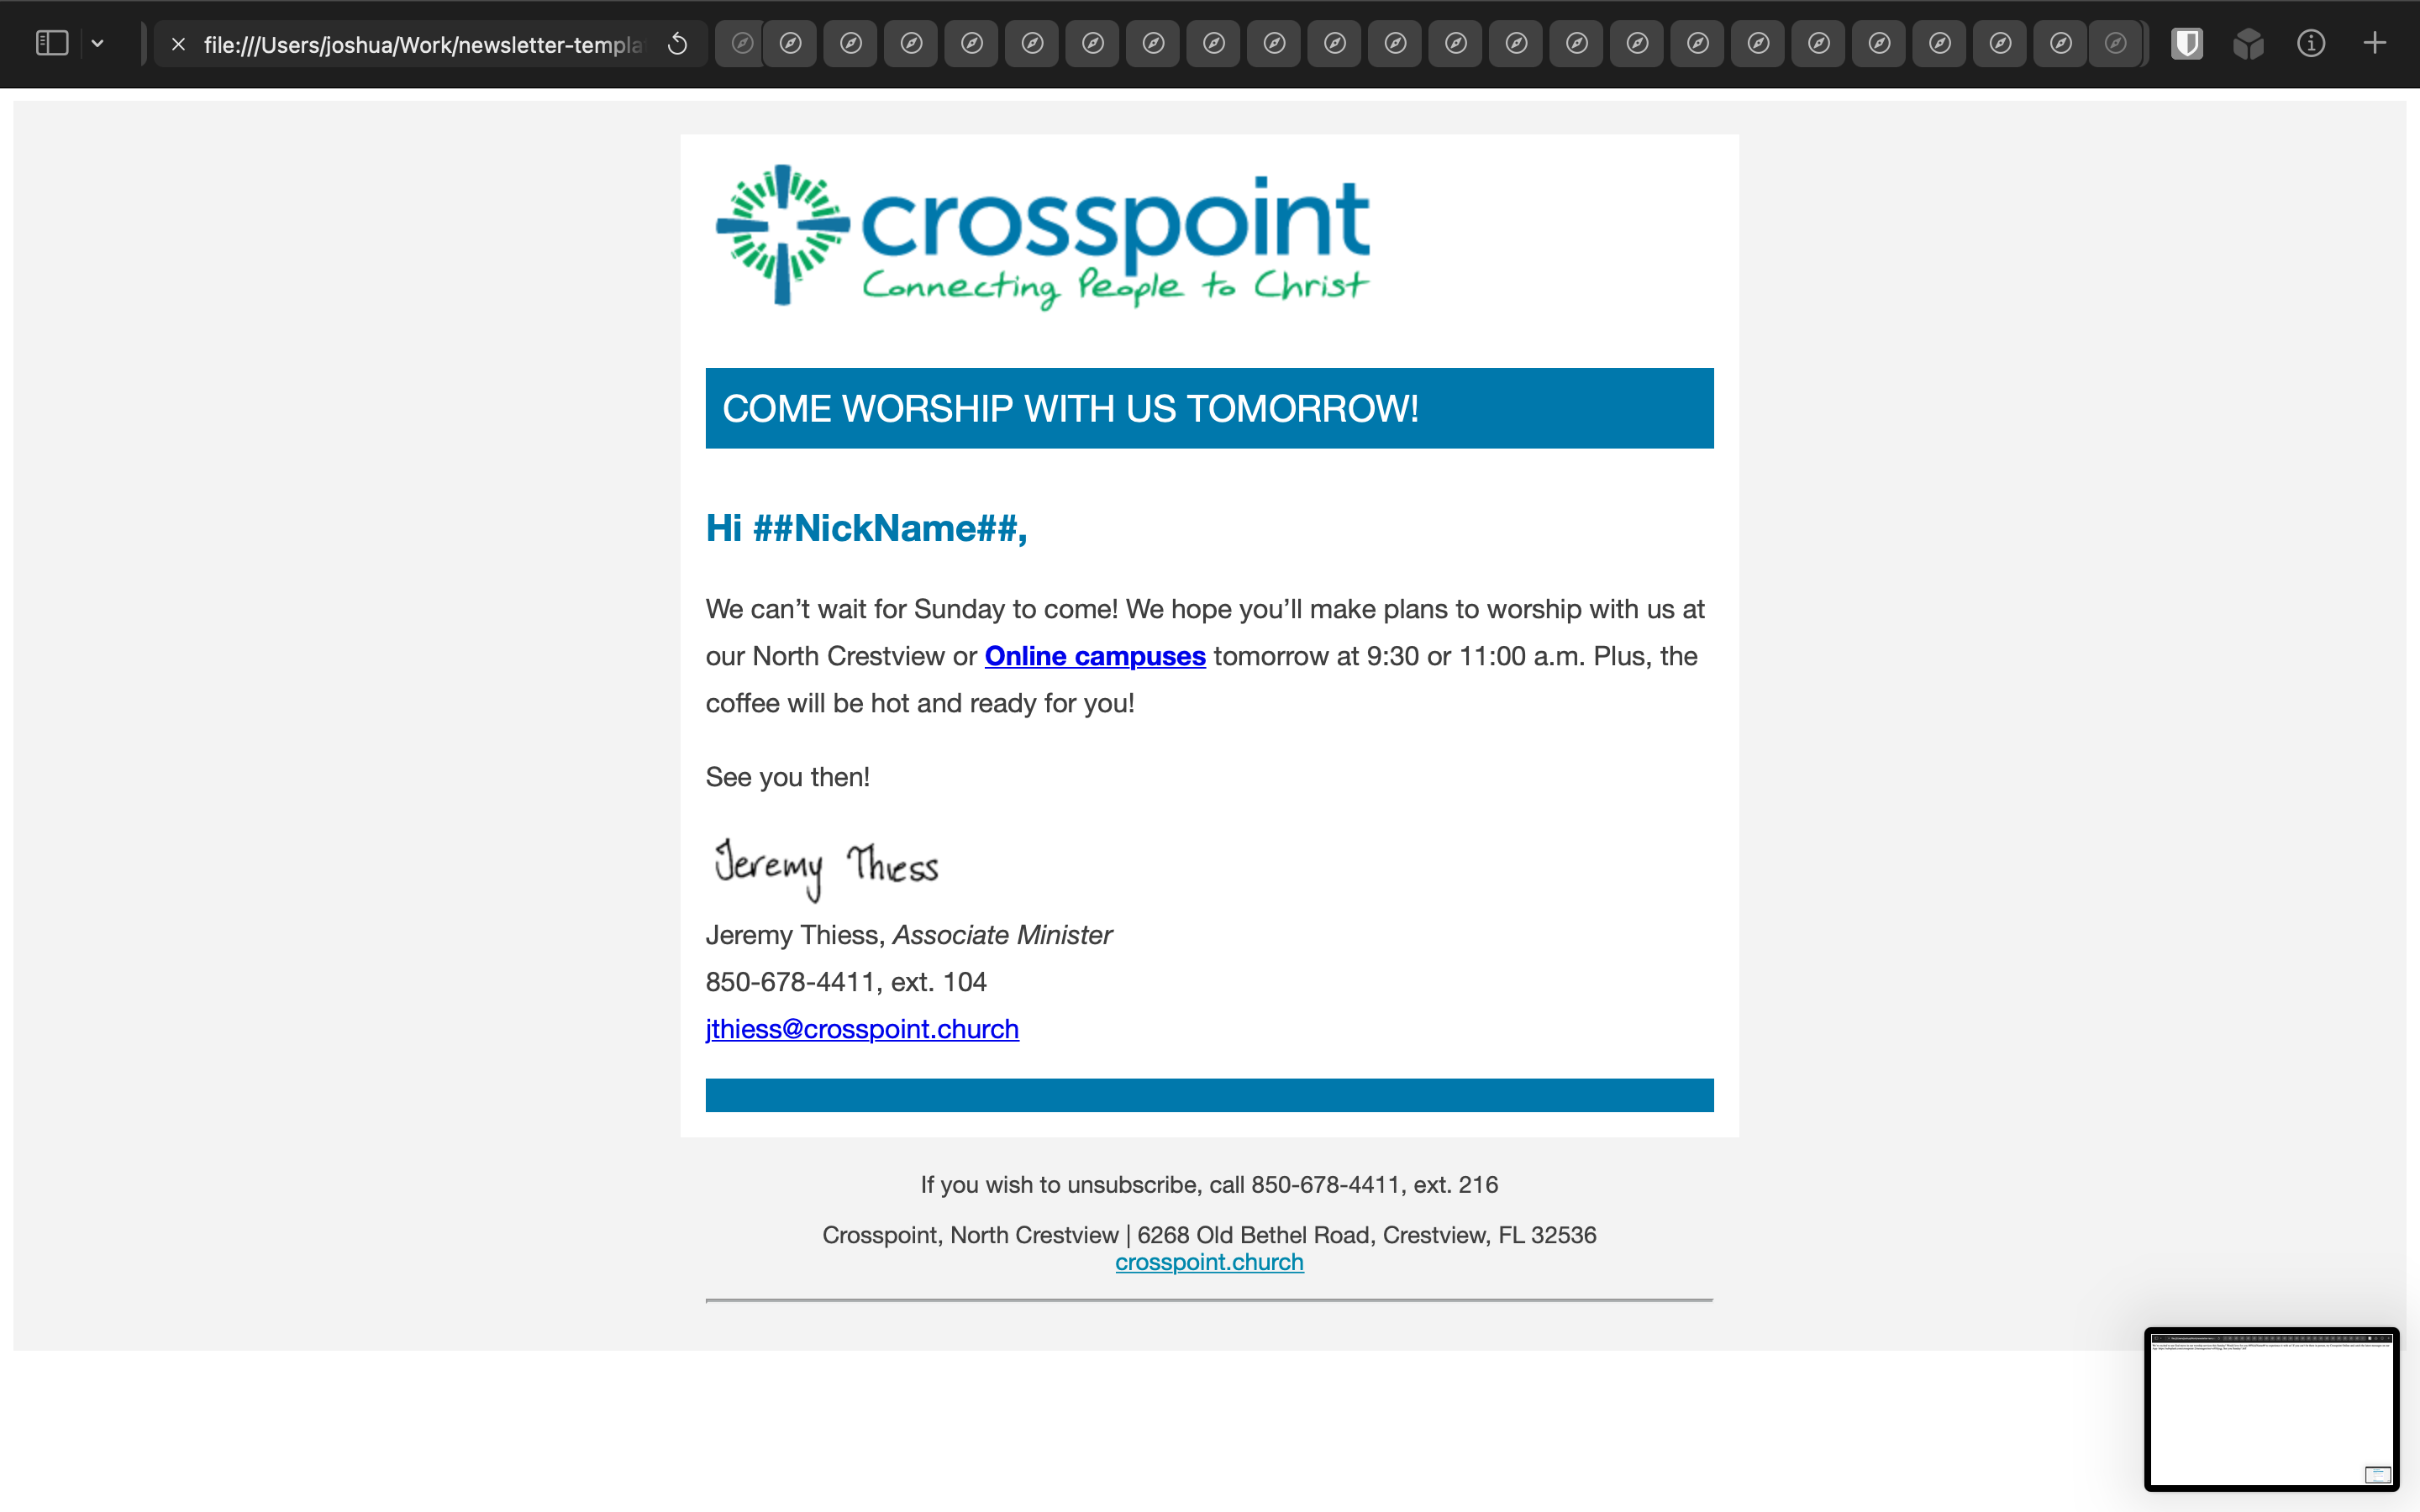 file:///Users/joshua/Work/newsletter-templa
crosspoint
Connecting People to Christ
COME WORSHIP WITH US TOMORROW!
Hi ##NickName##,
We can’t wait for Sunday to come! We hope you’ll make plans to worship with us at
our North Crestview or Online campuses tomorrow at 9:30 or 11:00 a.m. Plus, the
coffee will be hot and ready for you!
See you then!
Jeremy Thiess
Jeremy Thiess, Associate Minister
850-678-4411, ext. 104
jthiess@crosspoint.church
If you wish to unsubscribe, call 850-678-4411, ext. 216
Crosspoint, North Crestview | 6268 Old Bethel Road, Crestview, FL 32536
crosspoint.church